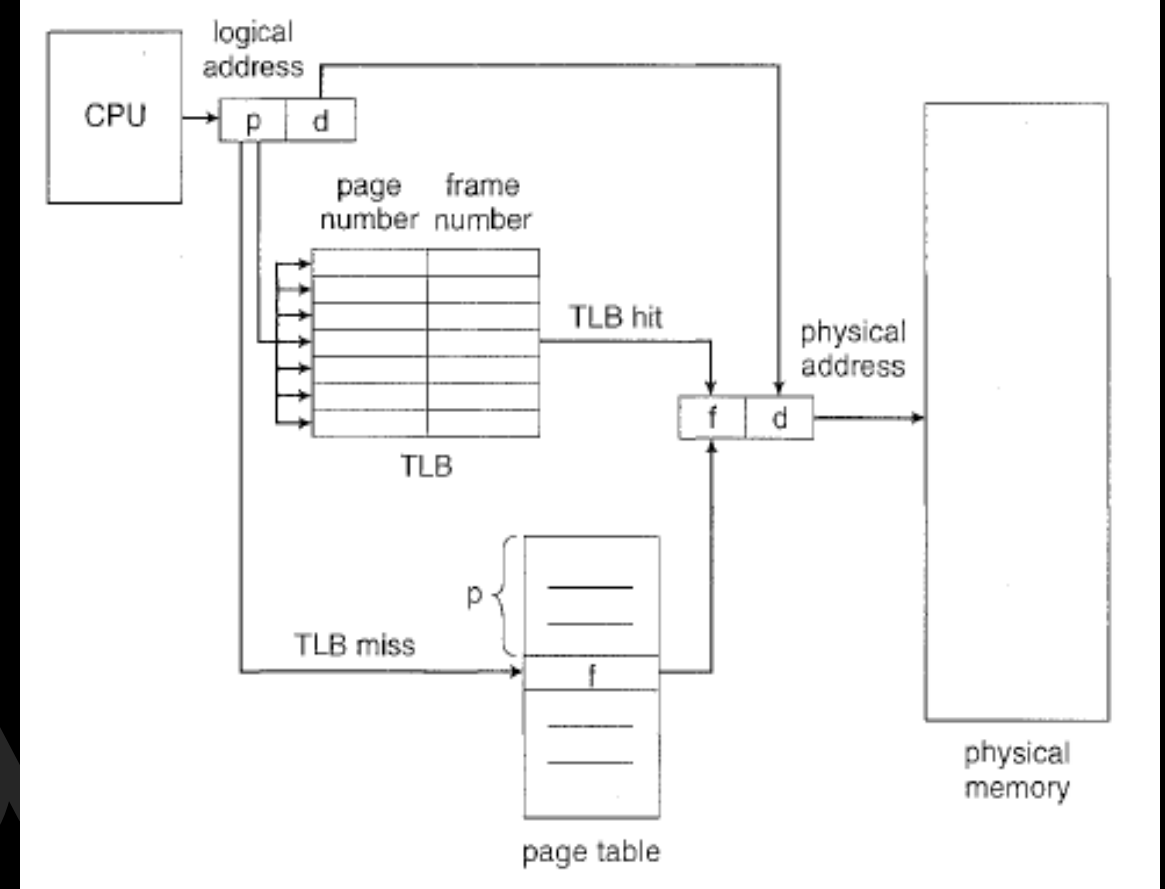 logical
address
CPU
p
d
page
number
frame
number
TLB hit
physical
address
f
d
TLB
p
TLB miss
f
physical
memory
page table